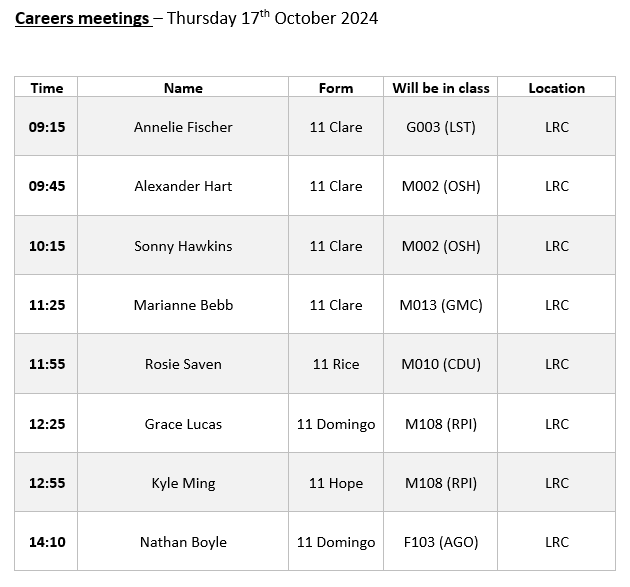 Careers meetings – Thursday 17th October 2024
Time Name Form Will be in class Location
09:15 Annelie Fischer 11 Clare G003 (LST) LRC
09:45 Alexander Hart 11 Clare M002 (OSH) LRC
10:15 Sonny Hawkins 11 Clare M002 (OSH) LRC
11:25 Marianne Bebb 11 Clare M013 (GMC) LRC
11:55 Rosie Saven 11 Rice M010 (CDU) LRC
12:25 Grace Lucas 11 Domingo M108 (RPI) LRC
12:55 Kyle Ming 11 Hope M108 (RPI) LRC
14:10 Nathan Boyle 11 Domingo F103 (AGO) LRC